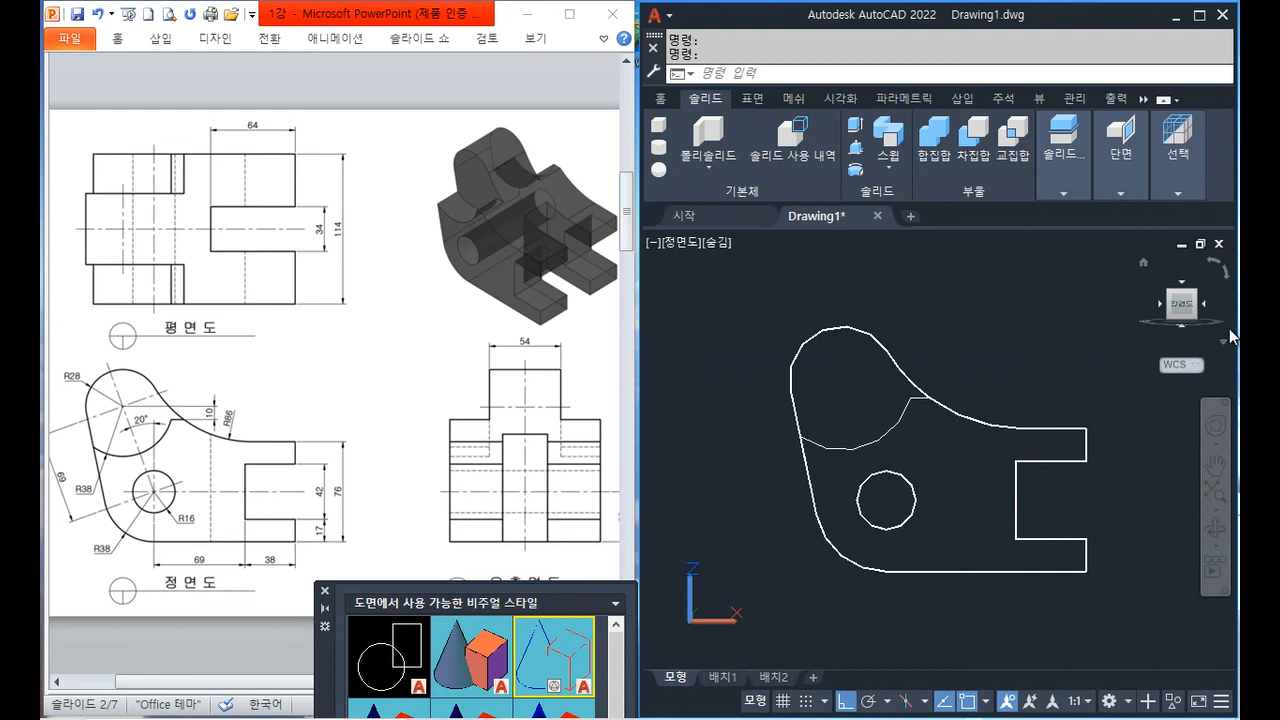 1강 - Microsoft PowerPoint (제품 인증 ...
파일 홈 삽입 디자인 전환 애니메이션 슬라이드 쇼 검토 보기
64
34
114
평 면 도
R28
20°
10
R86
69
R38
R16
R38
42
76
17
69
38
정 면 도
54
도면에서 사용 가능한 비주얼 스타일
슬라이드 2/7 "Office 테마" 한국어
Autodesk AutoCAD 2022 Drawing1.dwg
명령:
명령:
명령 입력
홈 솔리드 표면 메쉬 시각화 파라메트릭 삽입 주석 뷰 관리 출력
폴리솔리드 솔리드 사용 내역 스윕 합집합 차집합 교집합 솔리드... 단면 선택
기본체 솔리드 부울
시작 Drawing1* +
[−][정면도][숨김]
정면도
WCS
Z
X
모형 배치1 배치2 +
모형 1:1